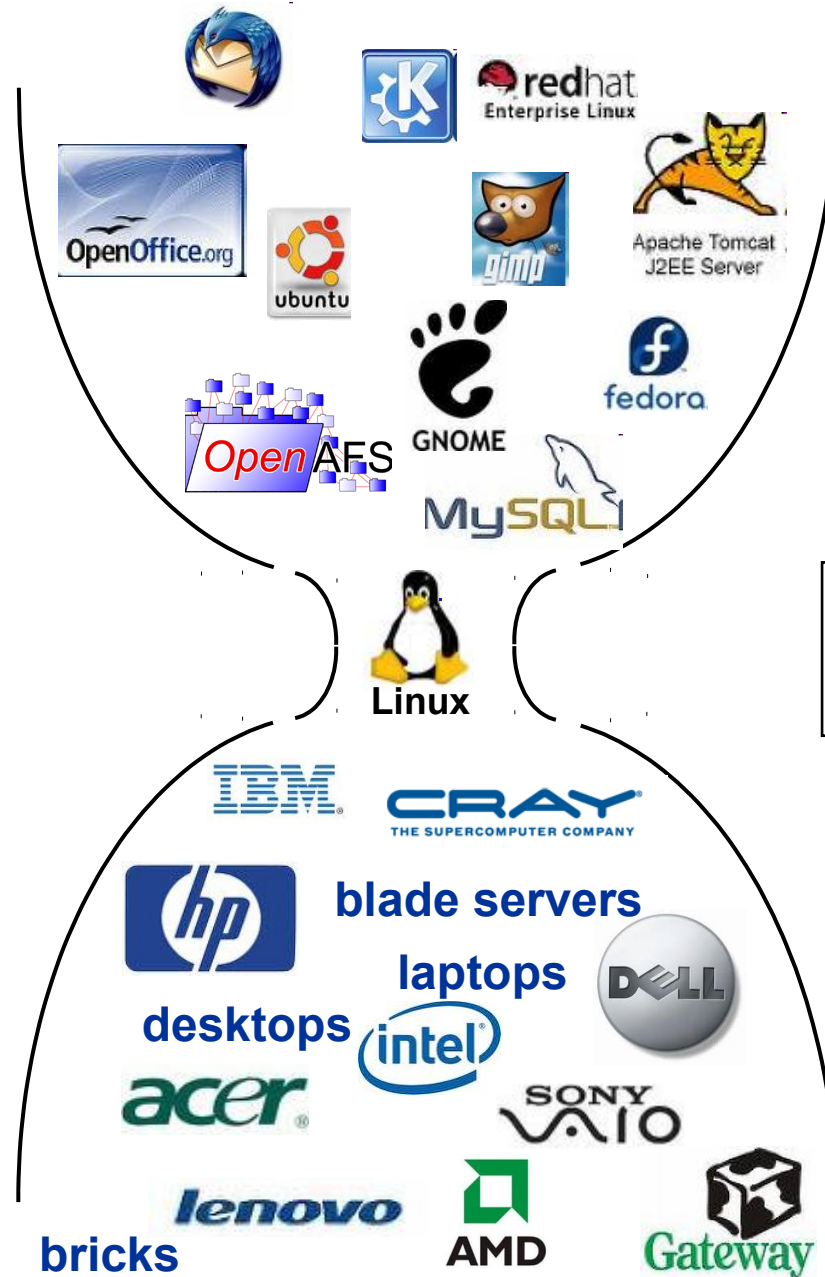 redhat
Enterprise Linux
K
OpenOffice.org
ubuntu
gimp
Apache Tomcat
J2EE Server
GNOME
fedora
OpenAFS
MySQL
Linux
IBM
CRAY
THE SUPERCOMPUTER COMPANY
hp
blade servers
laptops
DELL
desktops
intel
acer
SONY
VAIO
lenovo
AMD
Gateway
bricks